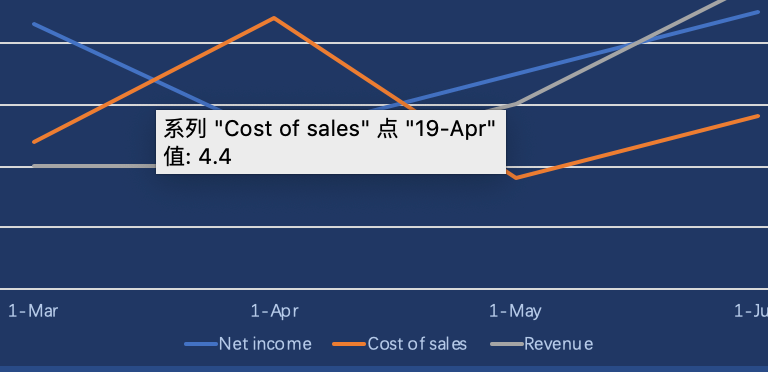 系列 "Cost of sales" 点 "19-Apr"
值: 4.4
1-Mar 1-Apr 1-May 1-Ju
Net income Cost of sales Revenue